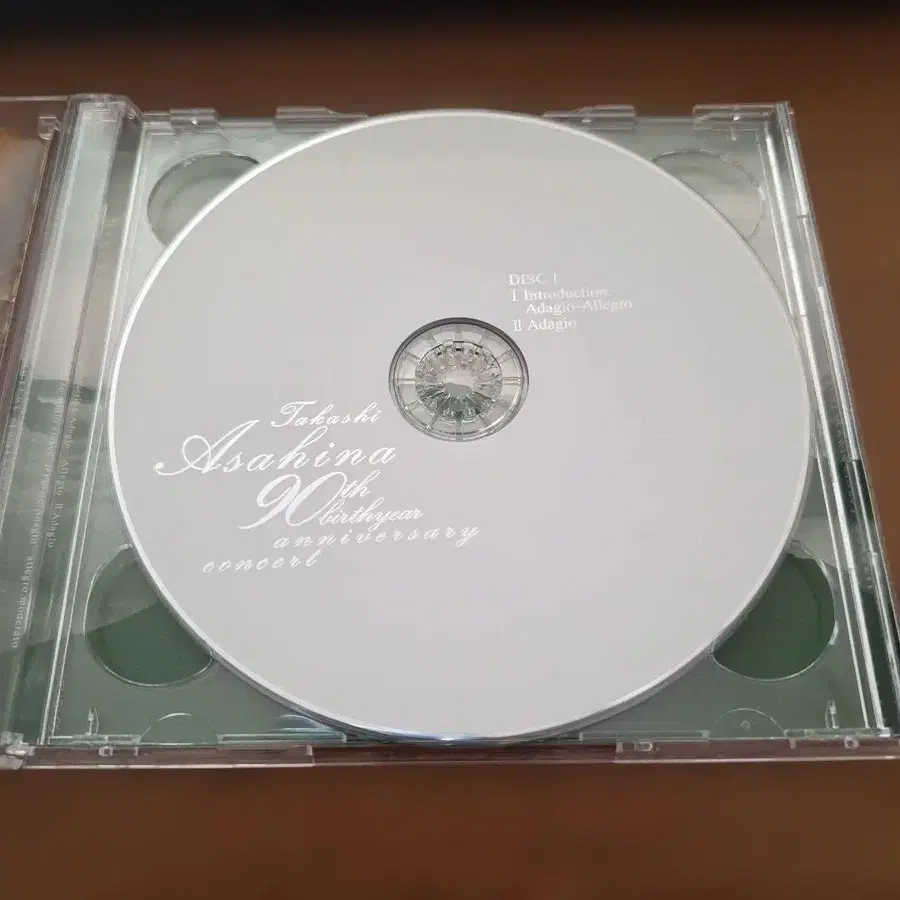 DISC 1
I Introduction:
Adagio-Allegro
II Adagio
Takashi
Asahina
90th
birthyear
anniversary
concert